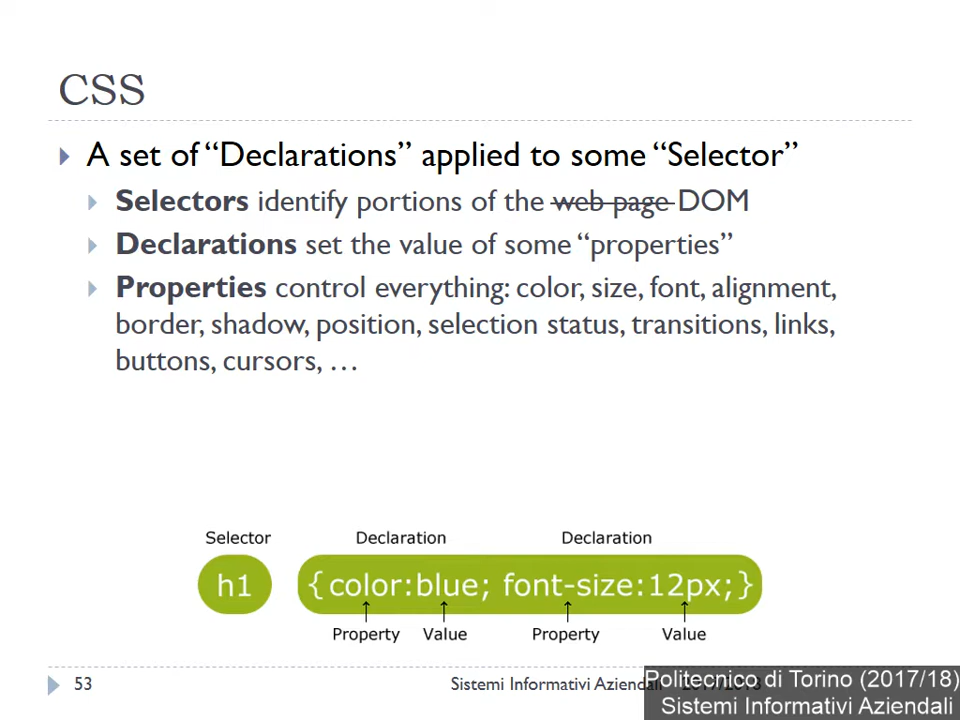 CSS
A set of “Declarations” applied to some “Selector”
Selectors identify portions of the web page DOM
Declarations set the value of some “properties”
Properties control everything: color, size, font, alignment,
border, shadow, position, selection status, transitions, links,
buttons, cursors, …
Selector Declaration Declaration
h1 {color:blue; font-size:12px;}
Property Value Property Value
53 Sistemi Informativi Aziendali
Politecnico di Torino (2017/18)
Sistemi Informativi Aziendali